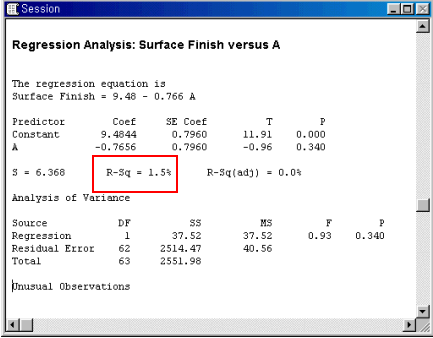 Session
Regression Analysis: Surface Finish versus A
The regression equation is
Surface Finish = 9.48 - 0.766 A
Predictor Coef SE Coef T P
Constant 9.4844 0.7960 11.91 0.000
A -0.7656 0.7960 -0.96 0.340
S = 6.368 R-Sq = 1.5% R-Sq(adj) = 0.0%
Analysis of Variance
Source DF SS MS F P
Regression 1 37.52 37.52 0.93 0.340
Residual Error 62 2514.47 40.56
Total 63 2551.98
Unusual Observations